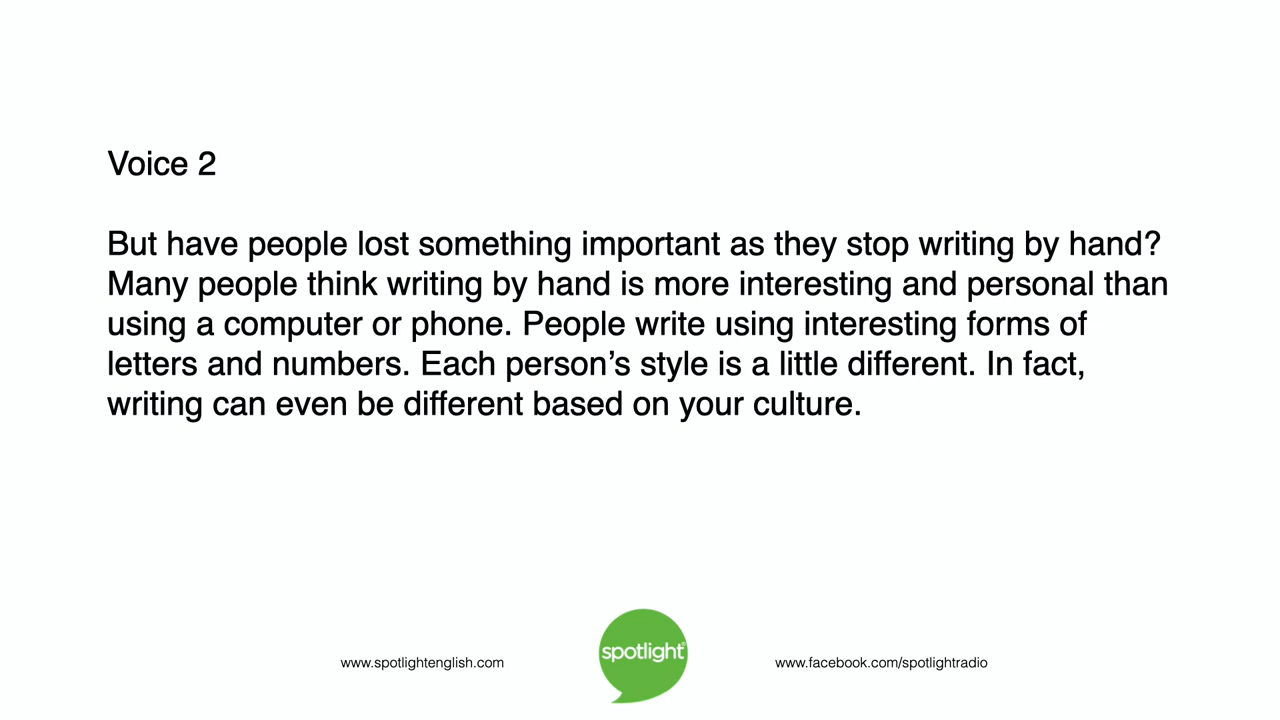 Voice 2
But have people lost something important as they stop writing by hand?
Many people think writing by hand is more interesting and personal than
using a computer or phone. People write using interesting forms of
letters and numbers. Each person’s style is a little different. In fact,
writing can even be different based on your culture.
www.spotlightenglish.com
spotlight®
www.facebook.com/spotlightradio